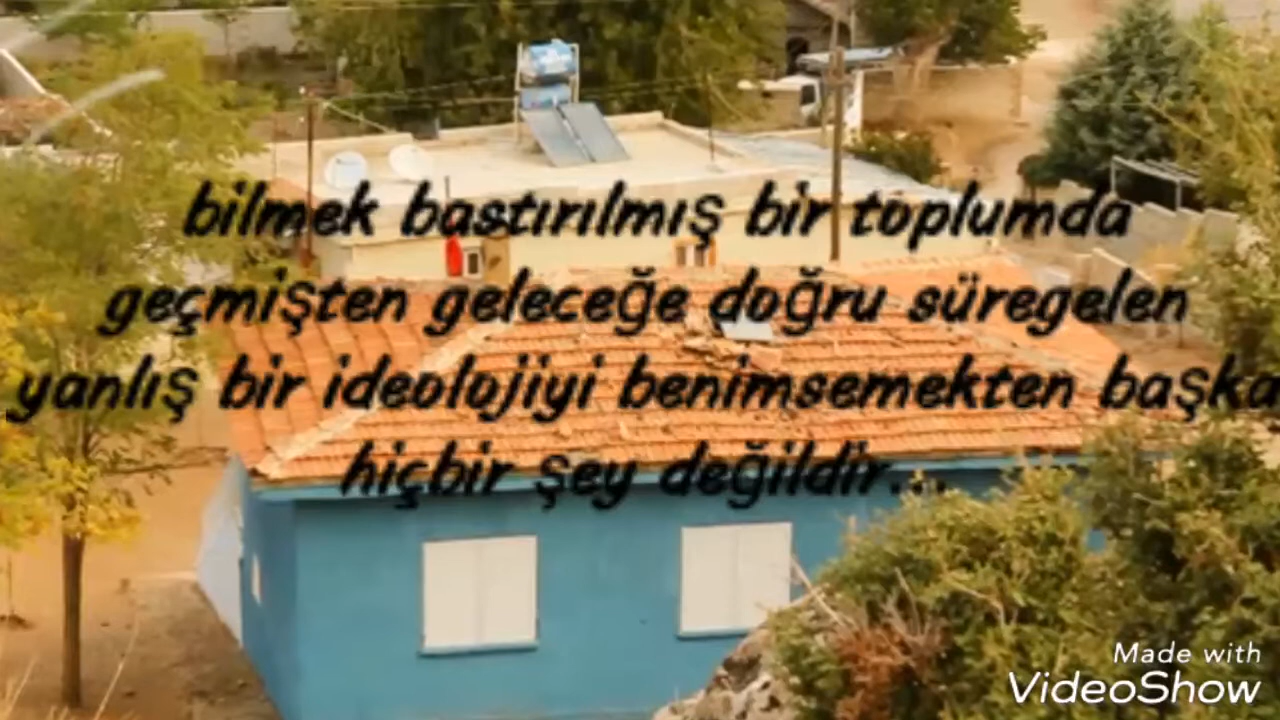 bilmek bastırılmış bir toplumda
geçmişten geleceğe doğru süregelen
yanlış bir ideolojiyi benimsemekten başka
hiçbir şey değildir...
Made with
VideoShow